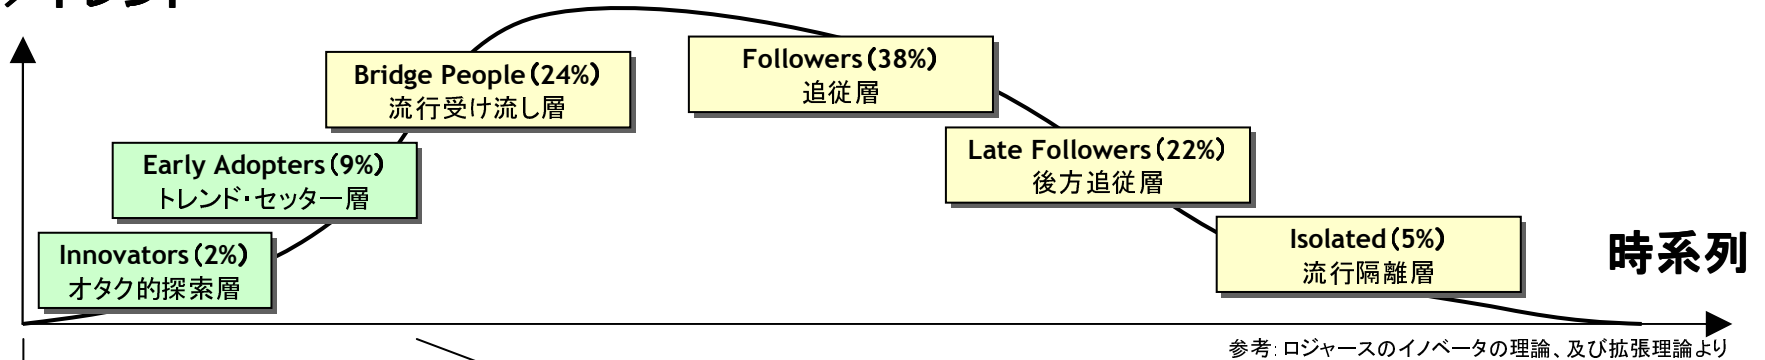 Followers(38%)
追従層
Bridge People(24%)
流行受け流し層
Late Followers(22%)
後方追従層
Early Adopters(9%)
トレンド・セッター層
Isolated(5%)
流行隔離層
Innovators(2%)
オタク的探索層
時系列
参考:ロジャースのイノベータの理論、及び拡張理論より